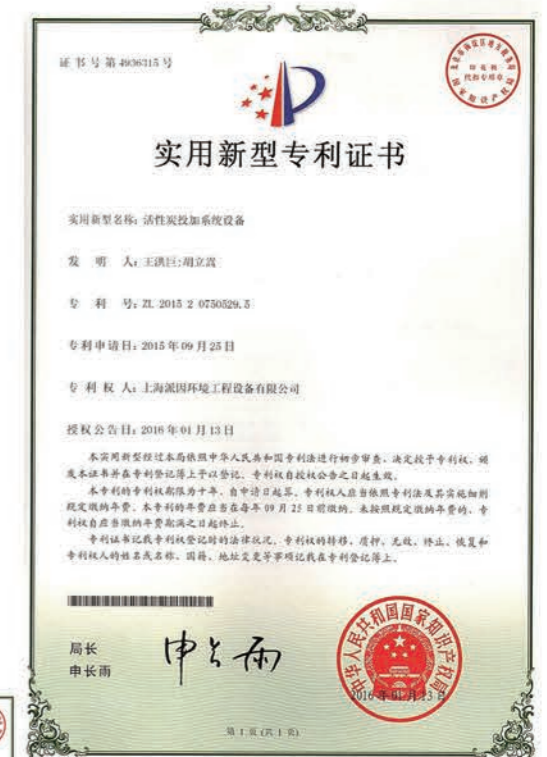 证书号第4936315号
实用新型专利证书
实用新型名称：活性炭投加系统设备
发 明 人：王洪巨;胡立嵩
专 利 号：ZL 2015 2 0750529.5
专利申请日：2015年09月25日
专 利 权 人：上海派因环境工程设备有限公司
授权公告日：2016年01月13日
本实用新型经过本局依照中华人民共和国专利法进行初步审查，决定授予专利权，颁
发本证书并在专利登记簿上予以登记。专利权自授权公告之日起生效。
本专利的专利权期限为十年，自申请日起算。专利权人应当依照专利法及其实施细则
规定缴纳年费。本专利的年费应当在每年09月25日前缴纳。未按照规定缴纳年费的，专
利权自应当缴纳年费期满之日起终止。
专利证书记载专利权登记时的法律状况。专利权的转移、质押、无效、终止、恢复和
专利权人的姓名或名称、国籍、地址变更等事项记载在专利登记簿上。
局长
申长雨
申长雨
中华人民共和国国家知识产权局
2016年01月13日
第 1 页 (共 1 页)